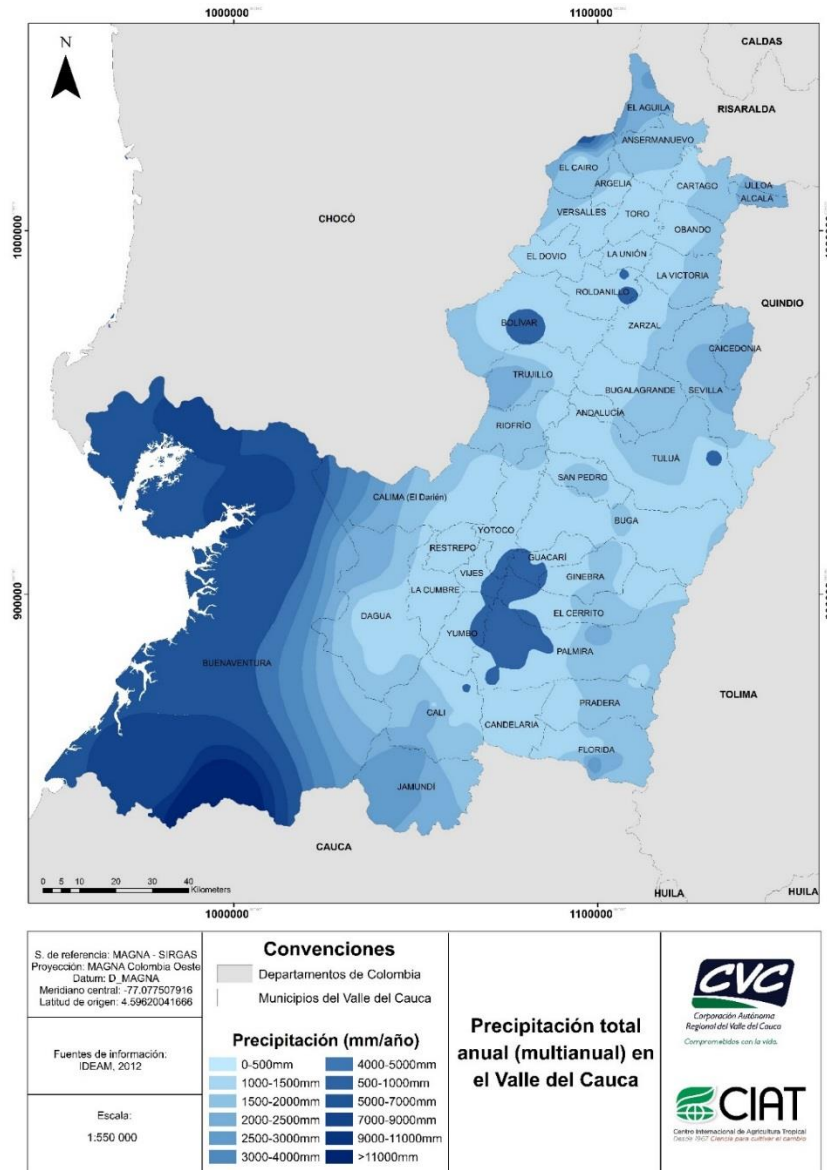 1000000
1100000
N
CALDAS
EL AGUILA
RISARALDA
ANSERMANUEVO
EL CAIRO
ARGELIA
CARTAGO
ULLOA
ALCALÁ
CHOCÓ
VERSALLES
TORO
1000000
OBANDO
EL DOVIO
LA UNIÓN
LA VICTORIA
ROLDANILLO
QUINDIO
BOLÍVAR
ZARZAL
CAICEDONIA
TRUJILLO
BUGALAGRANDE
SEVILLA
ANDALUCÍA
RIOFRÍO
TULUÁ
SAN PEDRO
CALIMA (El Darién)
BUGA
YOTOCO
RESTREPO
GUACARÍ
VIJES
GINEBRA
900000
LA CUMBRE
DAGUA
EL CERRITO
YUMBO
PALMIRA
BUENAVENTURA
TOLIMA
PRADERA
CALI
CANDELARIA
FLORIDA
JAMUNDÍ
CAUCA
0 5 10 20 30 40
Kilometers
HUILA
HUILA
1000000
1100000
S. de referencia: MAGNA - SIRGAS
Proyección: MAGNA Colombia Oeste
Datum: D_MAGNA
Meridiano central: -77.077507916
Latitud de origen: 4.59620041666
Fuentes de información:
IDEAM, 2012
Escala:
1:550 000
Convenciones
Departamentos de Colombia
Municipios del Valle del Cauca
Precipitación (mm/año)
0-500mm
1000-1500mm
1500-2000mm
2000-2500mm
2500-3000mm
3000-4000mm
4000-5000mm
500-1000mm
5000-7000mm
7000-9000mm
9000-11000mm
>11000mm
Precipitación total
anual (multianual) en
el Valle del Cauca
CVC
Corporación Autónoma
Regional del Valle del Cauca
Comprometidos con la vida.
CIAT
Centro Internacional de Agricultura Tropical
Desde 1967 Ciencia para cultivar el cambio